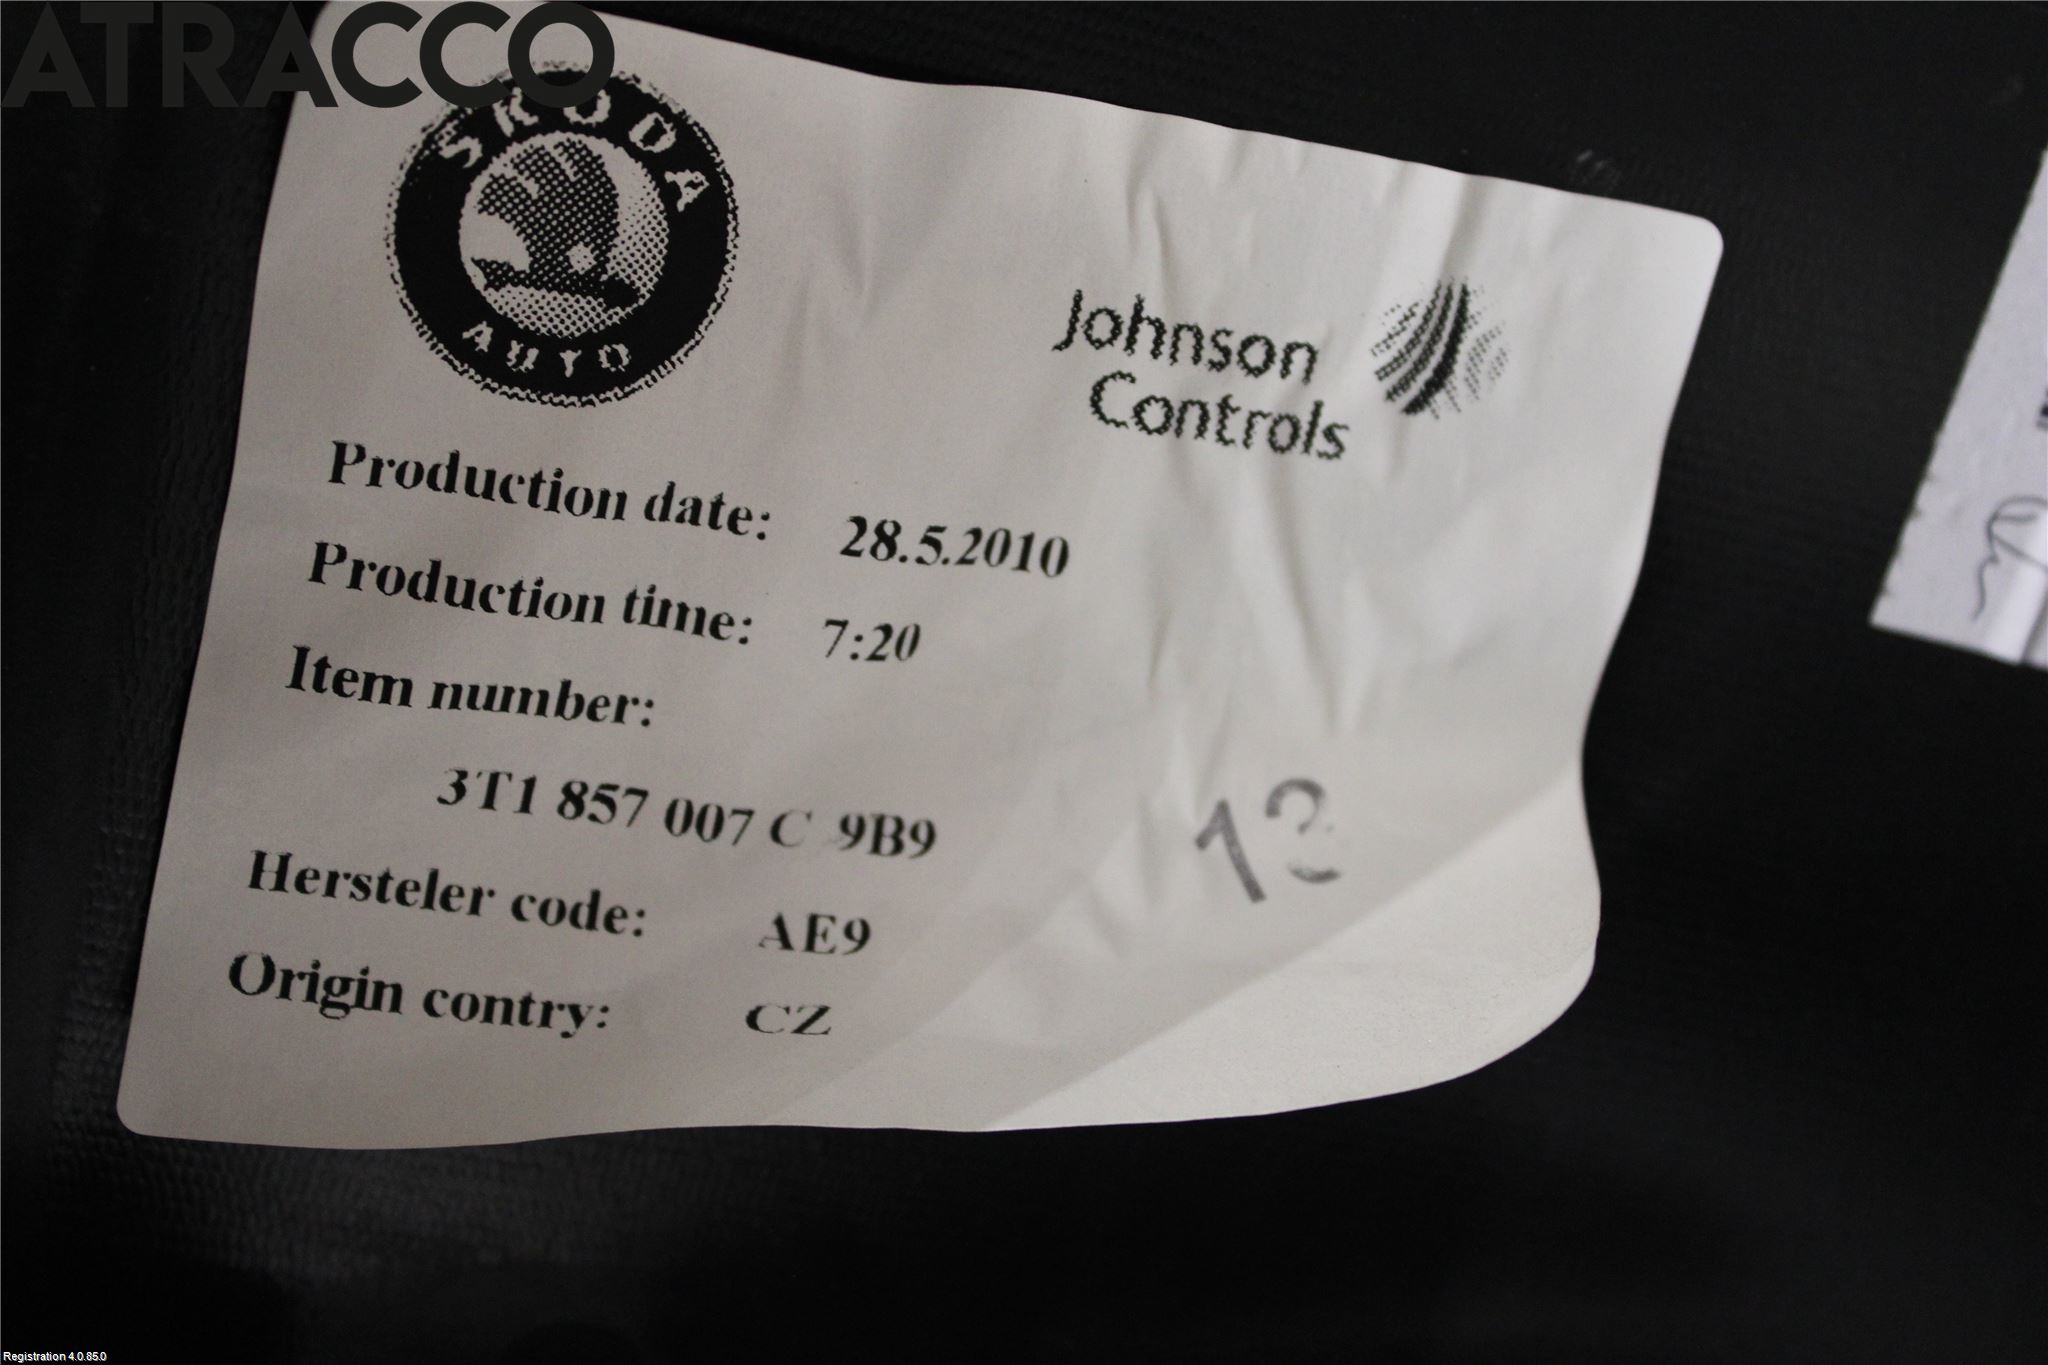 ATRACCO
SKODA
AUTO
Johnson
Controls
Production date: 28.5.2010
Production time: 7:20
Item number:
3T1 857 007 C 9B9
13
Hersteler code: AE9
Origin contry: CZ
Registration 4.0.85.0